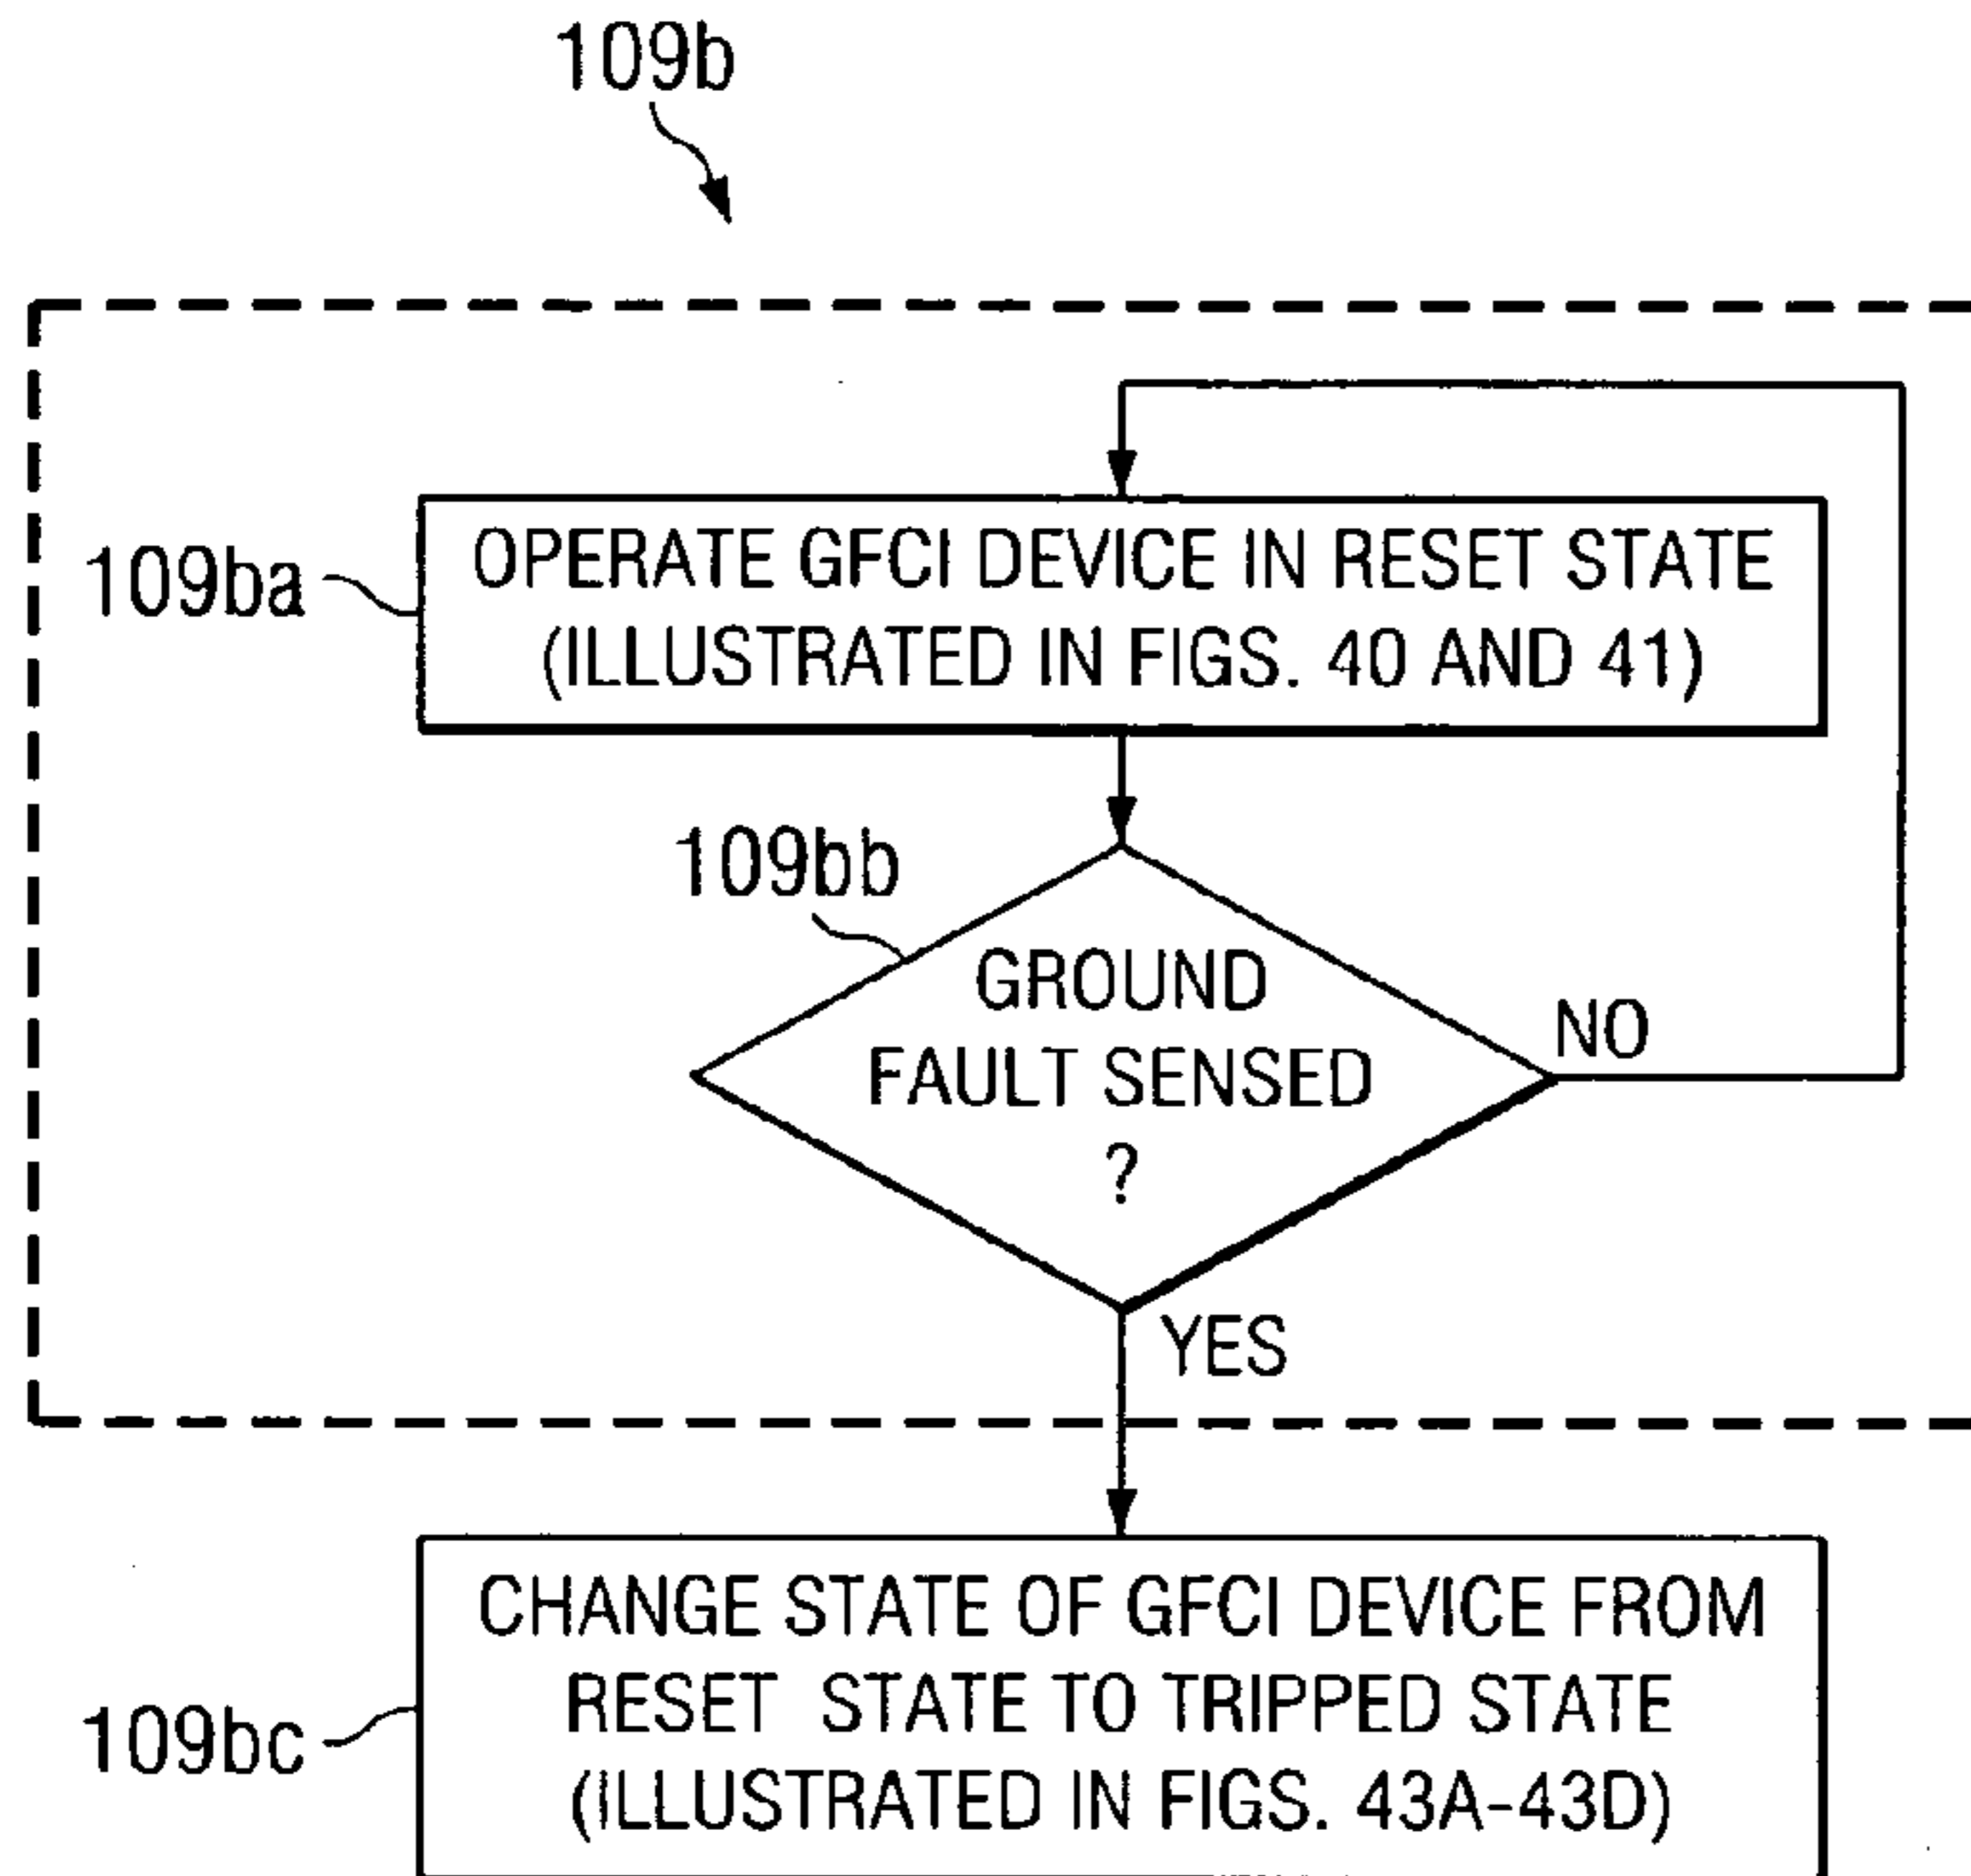 109b
109ba
OPERATE GFCI DEVICE IN RESET STATE
(ILLUSTRATED IN FIGS. 40 AND 41)
109bb
GROUND
FAULT SENSED
?
NO
YES
109bc
CHANGE STATE OF GFCI DEVICE FROM
RESET STATE TO TRIPPED STATE
(ILLUSTRATED IN FIGS. 43A-43D)